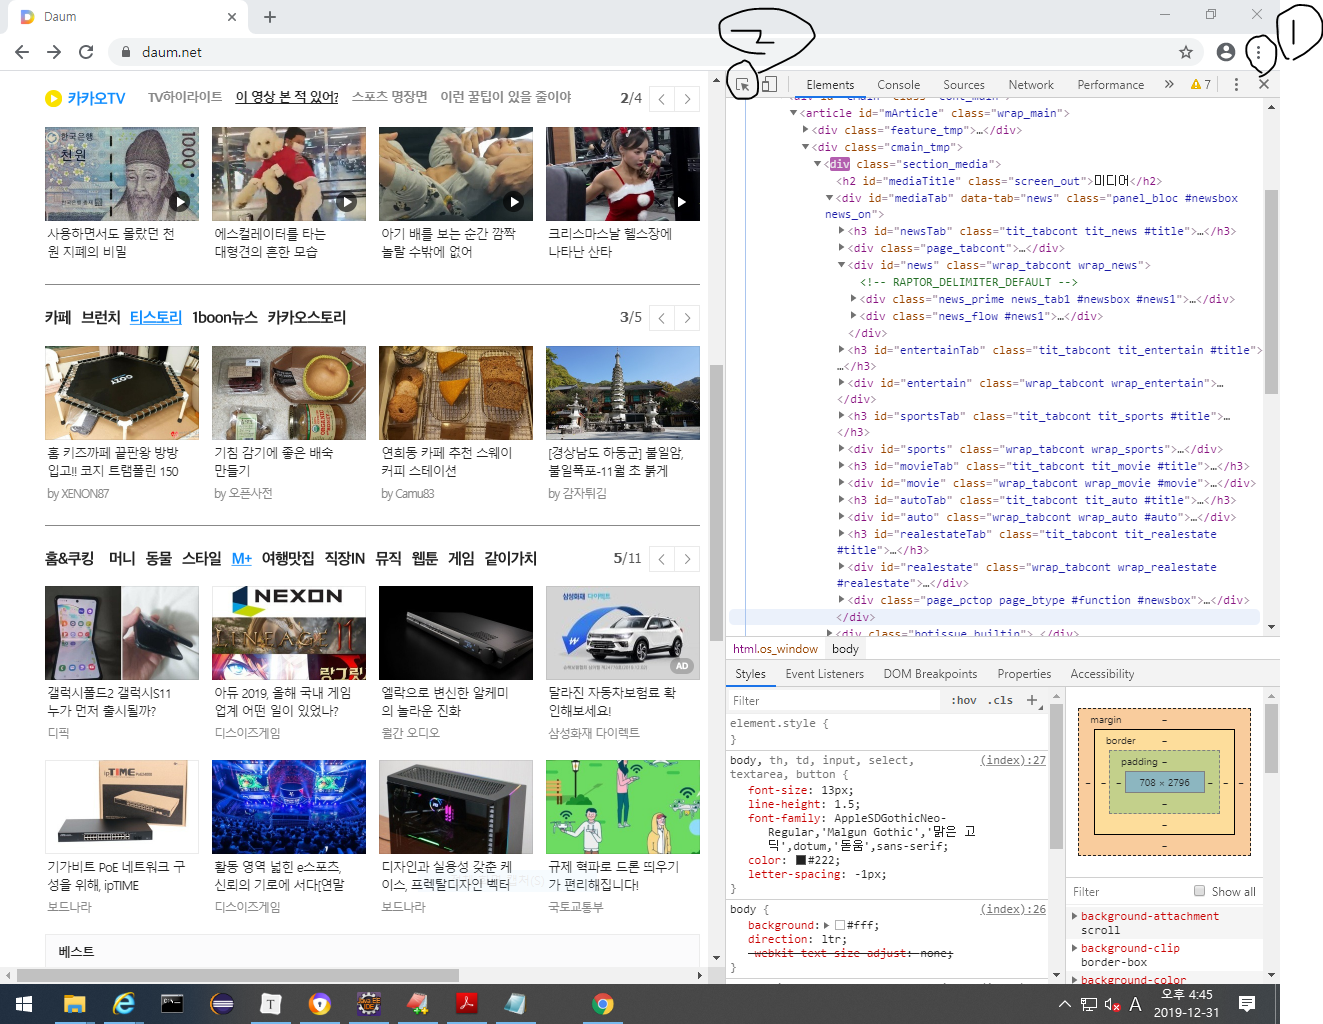 Daum
1
2
daum.net
카카오TV TV하이라이트 이 영상 본 적 있어? 스포츠 명장면 이런 꿀팁이 있을 줄이야 2/4
사용하면서도 몰랐던 천
원 지폐의 비밀
에스컬레이터를 타는
대형견의 흔한 모습
아기 배를 보는 순간 깜짝
놀랄 수밖에 없어
크리스마스날 헬스장에
나타난 산타
카페 브런치 티스토리 1boon뉴스 카카오스토리 3/5
홈 키즈까페 끝판왕 방방
입고!! 코지 트램폴린 150
by XENON87
기침 감기에 좋은 배숙
만들기
by 오픈사전
연희동 카페 추천 스웨이
커피 스테이션
by Camu83
[경상남도 하동군] 불일암,
불일폭포-11월 초 붉게
by 감자튀김
홈&쿠킹 머니 동물 스타일 M+ 여행맛집 직장IN 뮤직 웹툰 게임 같이가치 5/11
NEXON
LINEAGE II
랑그릿
삼성화재 다이렉트
AD
갤럭시폴드2 갤럭시S11
누가 먼저 출시될까?
디픽
아듀 2019, 올해 국내 게임
업계 어떤 일이 있었나?
디스이즈게임
엘락으로 변신한 알케미
의 놀라운 진화
월간 오디오
달라진 자동차보험료 확
인해보세요!
삼성화재 다이렉트
ipTIME
기가비트 PoE 네트워크 구
성을 위해, ipTIME
보드나라
활동 영역 넓힌 e스포츠,
신뢰의 기로에 서다[연말
디스이즈게임
디자인과 실용성 갖춘 케
이스, 프렉탈디자인 벡터
보드나라
규제 혁파로 드론 띄우기
가 편리해집니다!
국토교통부
베스트
Elements Console Sources Network Performance » 7
<div id="cMain" class="cont_main">
<article id="mArticle" class="wrap_main">
<div class="feature_tmp">…</div>
<div class="cmain_tmp">
<div class="section_media">
<h2 id="mediaTitle" class="screen_out">미디어</h2>
<div id="mediaTab" data-tab="news" class="panel_bloc #newsbox
news_on">
<h3 id="newsTab" class="tit_tabcont tit_news #title">…</h3>
<div class="page_tabcont">…</div>
<div id="news" class="wrap_tabcont wrap_news">
<!-- RAPTOR_DELIMITER_DEFAULT -->
<div class="news_prime news_tab1 #newsbox #news1">…</div>
<div class="news_flow #news1">…</div>
</div>
<h3 id="entertainTab" class="tit_tabcont tit_entertain #title">
…</h3>
<div id="entertain" class="wrap_tabcont wrap_entertain">…
</div>
<h3 id="sportsTab" class="tit_tabcont tit_sports #title">…
</h3>
<div id="sports" class="wrap_tabcont wrap_sports">…</div>
<h3 id="movieTab" class="tit_tabcont tit_movie #title">…</h3>
<div id="movie" class="wrap_tabcont wrap_movie #movie">…</div>
<h3 id="autoTab" class="tit_tabcont tit_auto #title">…</h3>
<div id="auto" class="wrap_tabcont wrap_auto #auto">…</div>
<h3 id="realestateTab" class="tit_tabcont tit_realestate
#title">…</h3>
<div id="realestate" class="wrap_tabcont wrap_realestate
#realestate">…</div>
<div class="page_pctop page_btype #function #newsbox">…</div>
</div>
<div class="hotissue_builtin">…</div>
html.os_window body
Styles Event Listeners DOM Breakpoints Properties Accessibility
Filter :hov .cls +
element.style {
}
body, th, td, input, select, (index):27
textarea, button {
font-size: 13px;
line-height: 1.5;
font-family: AppleSDGothicNeo-
Regular,'Malgun Gothic','맑은 고
딕',dotum,'돋움',sans-serif;
color: #222;
letter-spacing: -1px;
}
body { (index):26
background: #fff;
direction: ltr;
-webkit-text-size-adjust: none;
}
margin –
border –
padding –
708 × 2796
Filter Show all
background-attachment
scroll
background-clip
border-box
background-color
A 오후 4:45
2019-12-31